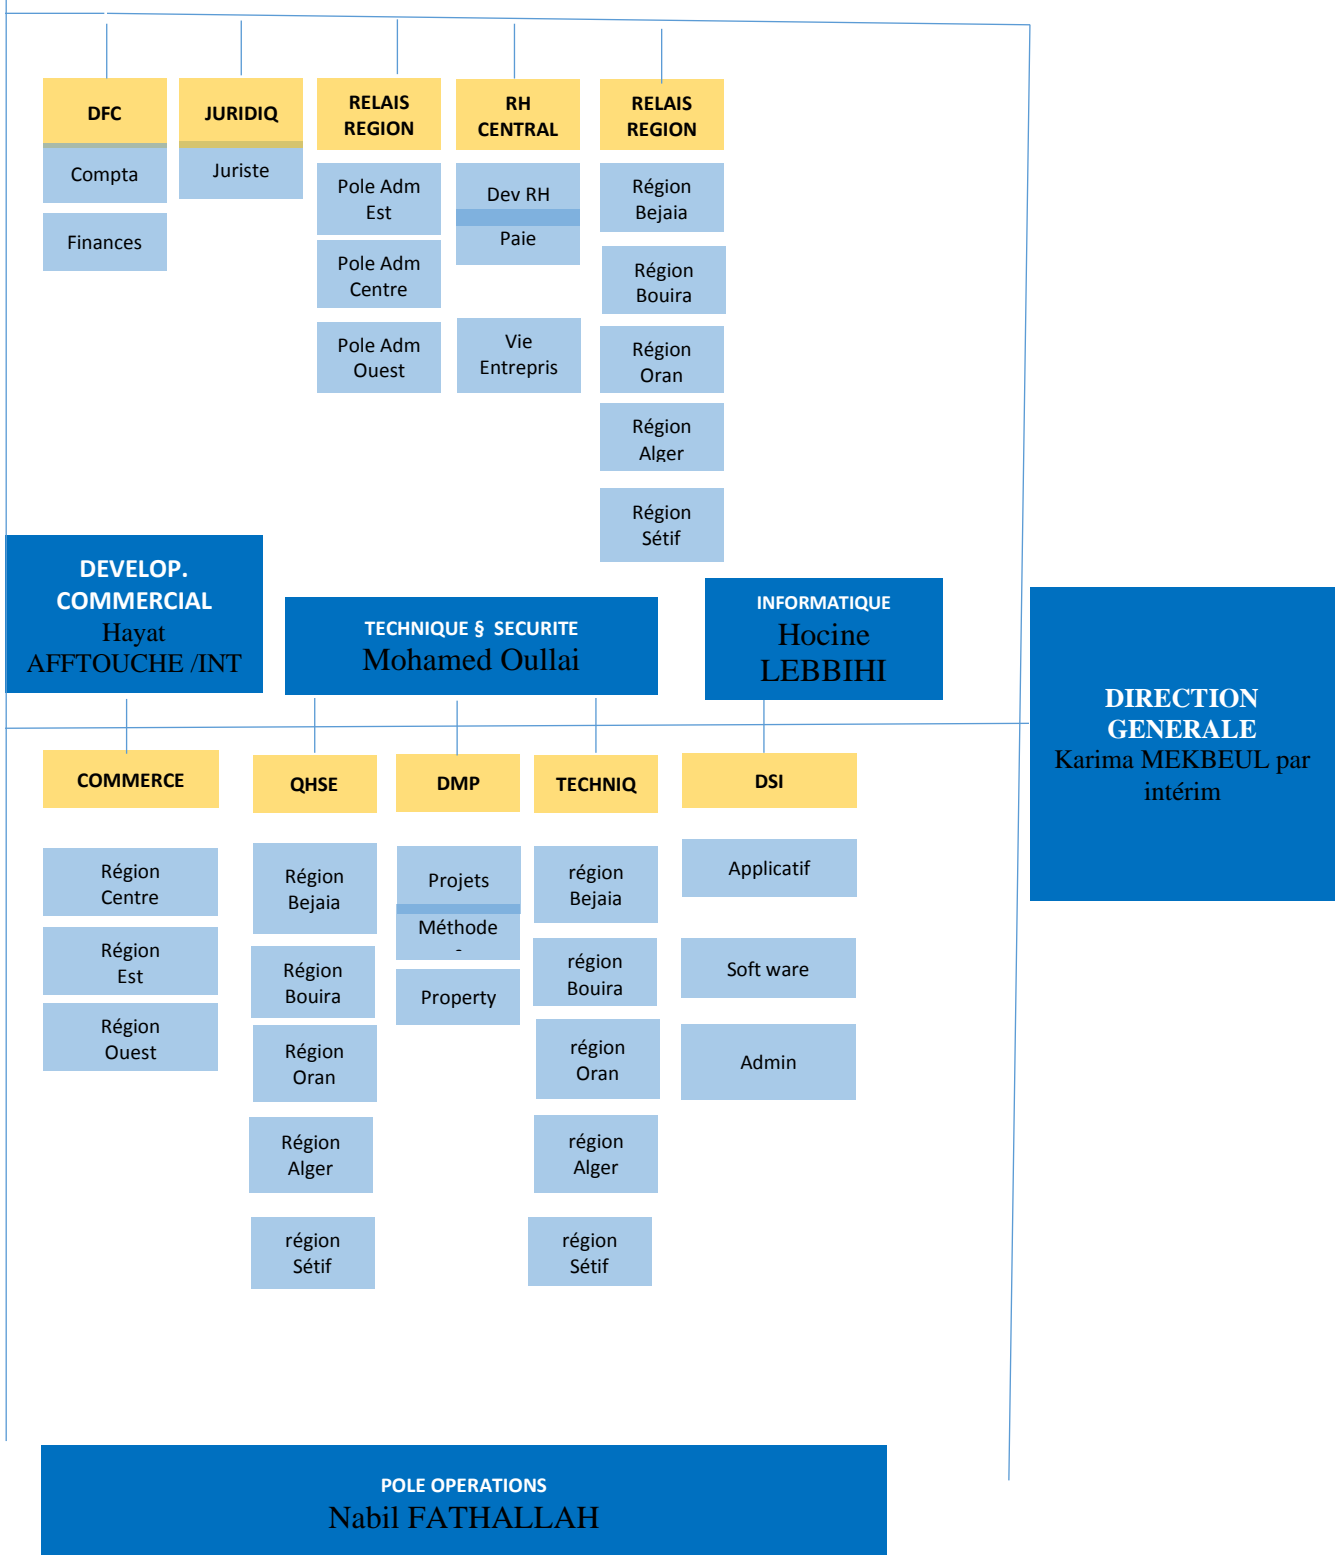 DFC
Compta
Finances
JURIDIQ
Juriste
RELAIS
REGION
Pole Adm
Est
Pole Adm
Centre
Pole Adm
Ouest
RH
CENTRAL
Dev RH
Paie
Vie
Entrepris
RELAIS
REGION
Région
Bejaia
Région
Bouira
Région
Oran
Région
Alger
Région
Sétif
DEVELOP.
COMMERCIAL
Hayat
AFFTOUCHE /INT
TECHNIQUE § SECURITE
Mohamed Oullai
INFORMATIQUE
Hocine
LEBBIHI
DIRECTION
GENERALE
Karima MEKBEUL par
intérim
COMMERCE
Région
Centre
Région
Est
Région
Ouest
QHSE
Région
Bejaia
Région
Bouira
Région
Oran
Région
Alger
région
Sétif
DMP
Projets
Méthode
Property
TECHNIQ
région
Bejaia
région
Bouira
région
Oran
région
Alger
région
Sétif
DSI
Applicatif
Soft ware
Admin
POLE OPERATIONS
Nabil FATHALLAH